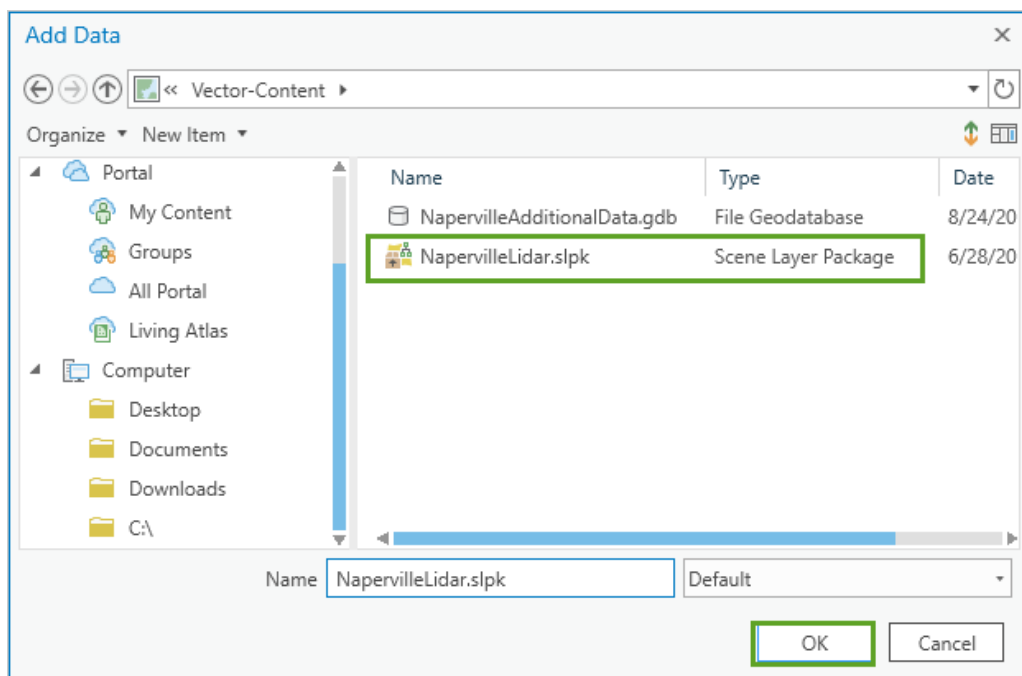 Add Data
« Vector-Content
Organize New Item
Portal
My Content
Groups
All Portal
Living Atlas
Computer
Desktop
Documents
Downloads
C:\
Name Type Date
NapervilleAdditionalData.gdb File Geodatabase 8/24/20
NapervilleLidar.slpk Scene Layer Package 6/28/20
Name NapervilleLidar.slpk Default
OK Cancel